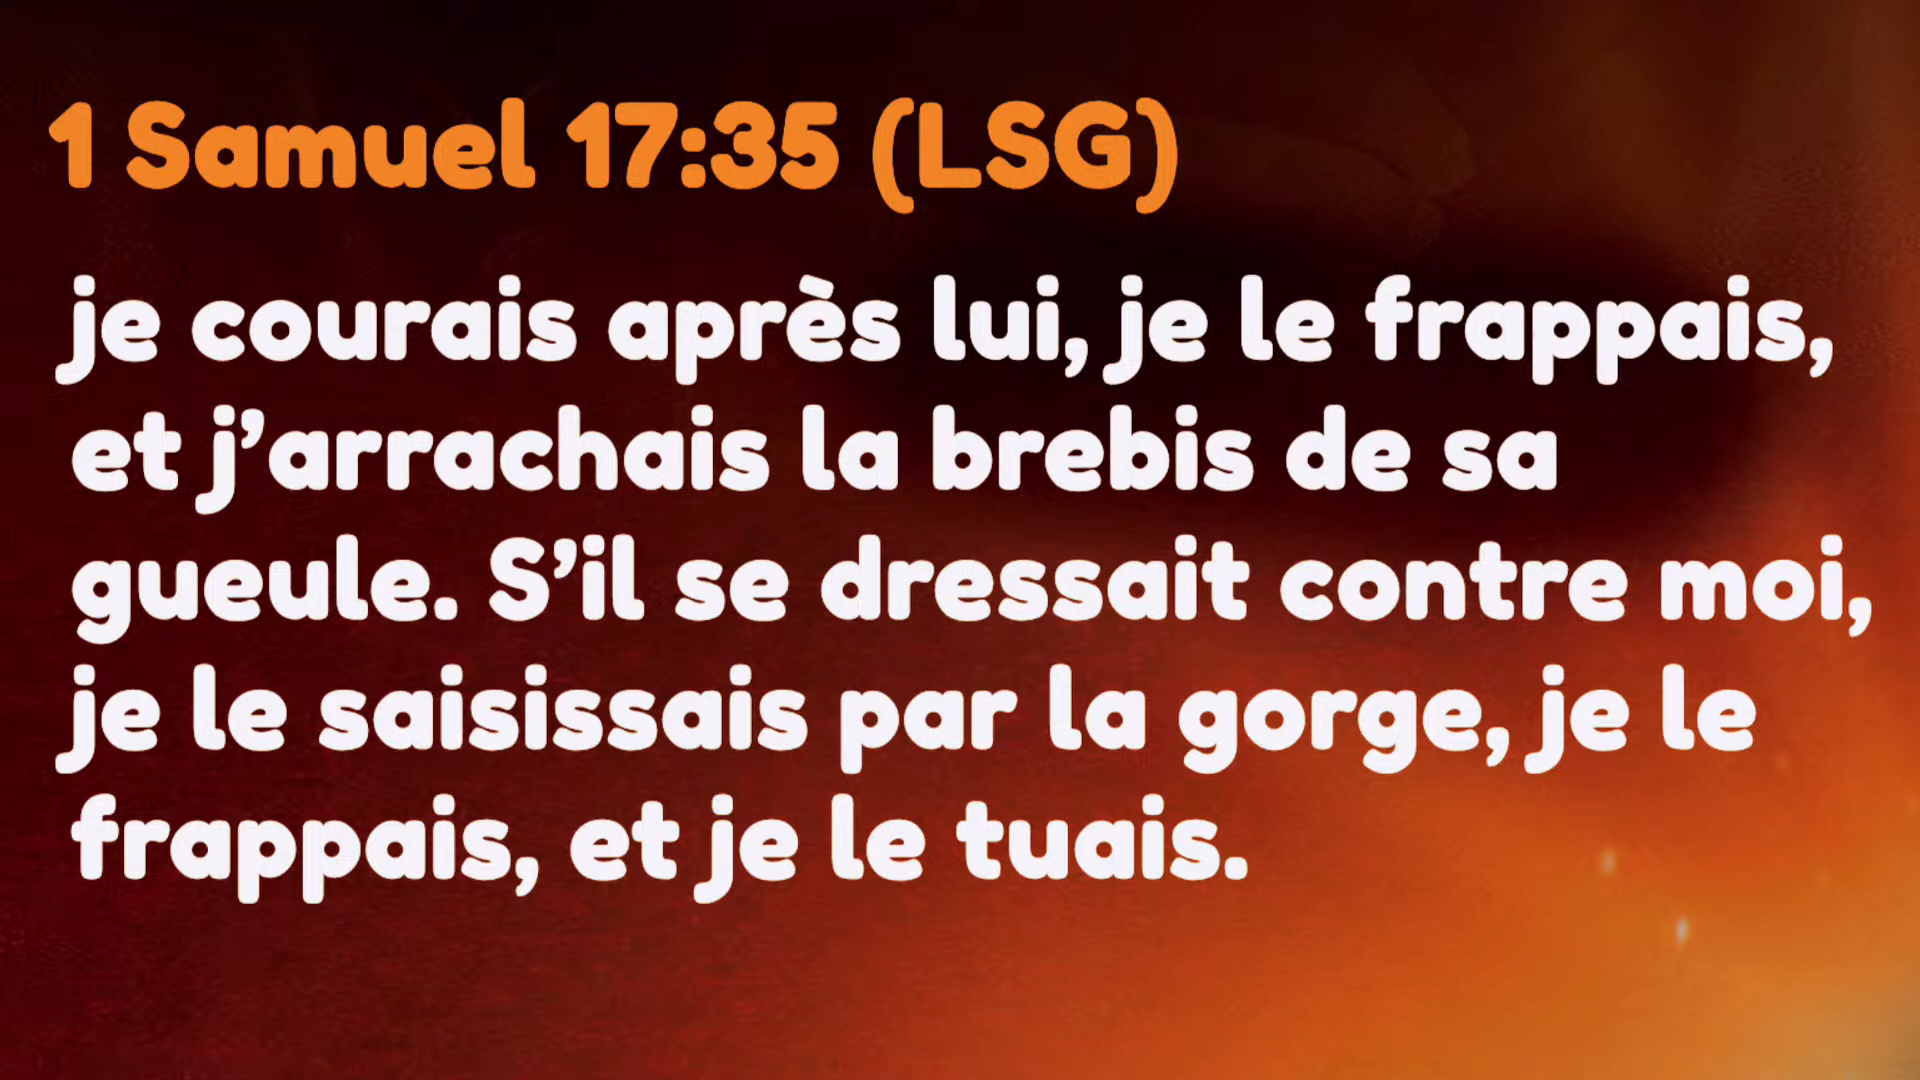 1 Samuel 17:35 (LSG)
je courais après lui, je le frappais,
et j’arrachais la brebis de sa
gueule. S’il se dressait contre moi,
je le saisissais par la gorge, je le
frappais, et je le tuais.